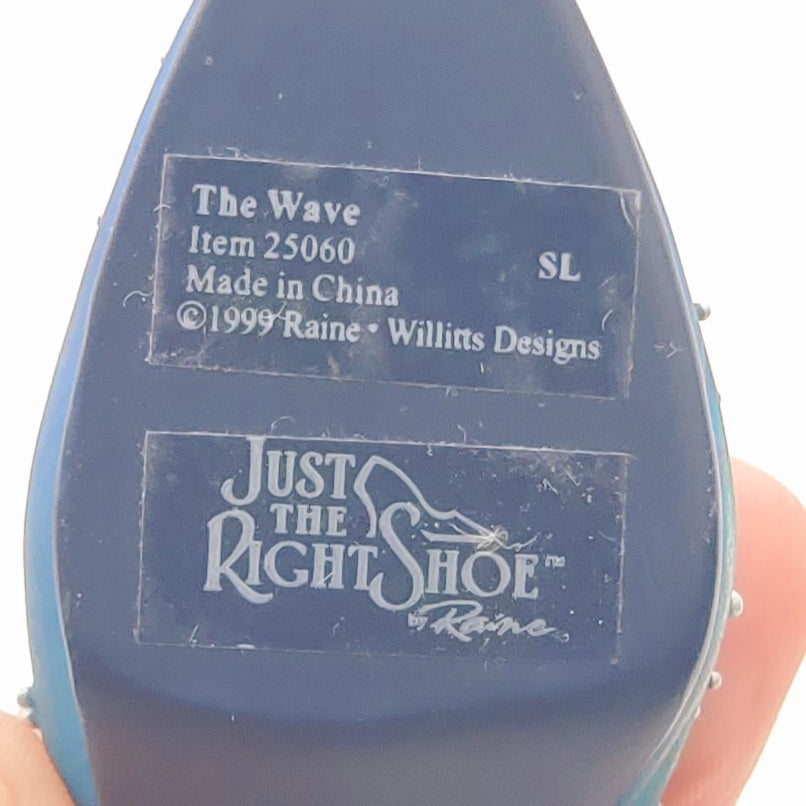 The Wave
Item 25060
SL
Made in China
©1999 Raine • Willitts Designs
JUST
THE
RIGHT SHOE™
by Raine